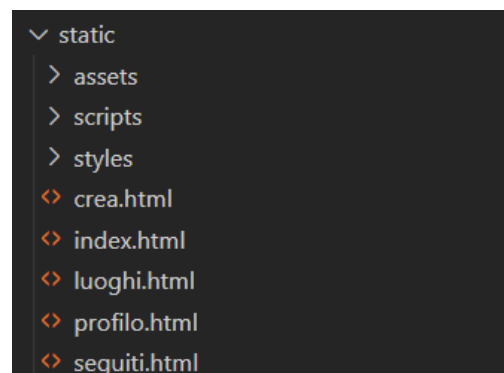 static
assets
scripts
styles
crea.html
index.html
luoghi.html
profilo.html
seguiti.html